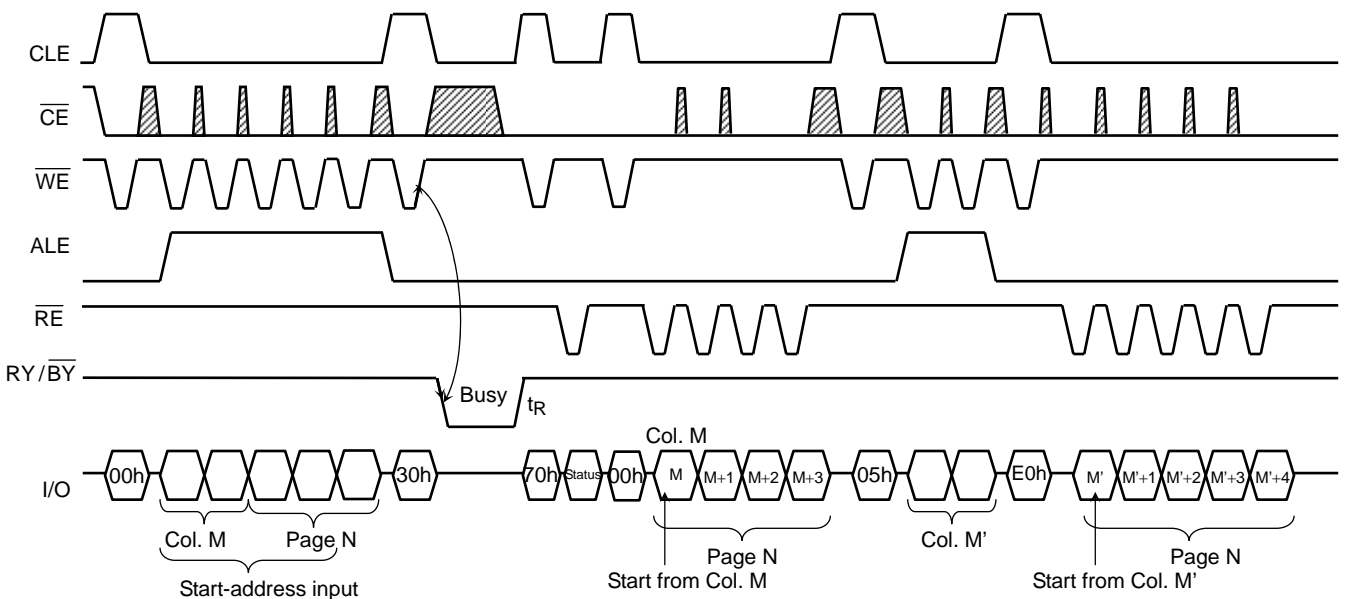 CLE
CE
WE
ALE
RE
RY/BY
Busy
tR
Col. M
I/O
00h
30h
70h Status 00h M M+1 M+2 M+3
05h
E0h
M' M'+1 M'+2 M'+3 M'+4
Col. M Page N
Start-address input
Page N
Start from Col. M
Col. M’
Page N
Start from Col. M’